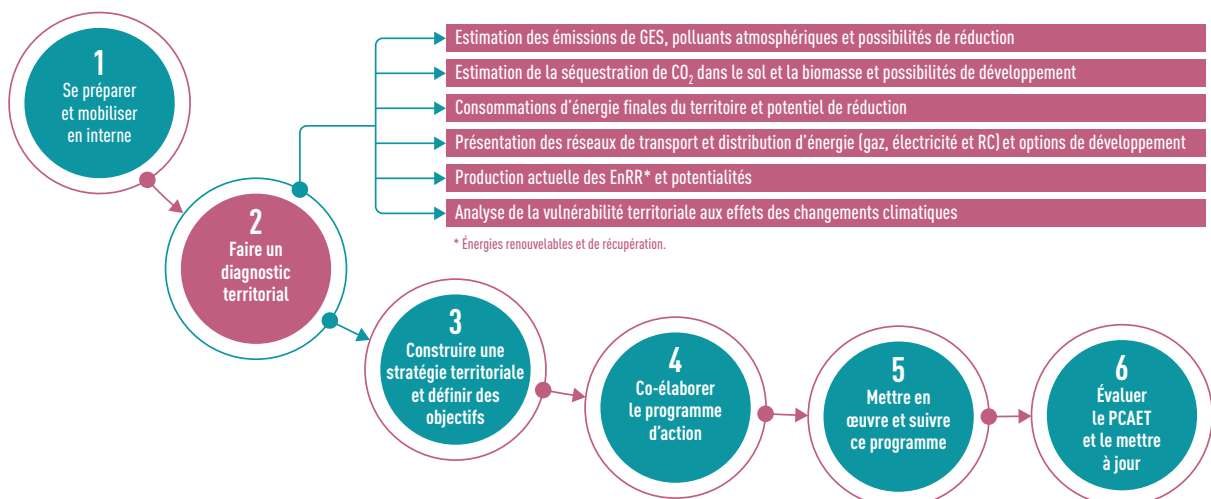 1
Se préparer
et mobiliser
en interne
Estimation des émissions de GES, polluants atmosphériques et possibilités de réduction
Estimation de la séquestration de CO₂ dans le sol et la biomasse et possibilités de développement
Consommations d’énergie finales du territoire et potentiel de réduction
Présentation des réseaux de transport et distribution d’énergie (gaz, électricité et RC) et options de développement
Production actuelle des EnRR* et potentialités
Analyse de la vulnérabilité territoriale aux effets des changements climatiques
* Énergies renouvelables et de récupération.
2
Faire un
diagnostic
territorial
3
Construire une
stratégie territoriale
et définir des
objectifs
4
Co-élaborer
le programme
d’action
5
Mettre en
œuvre et suivre
ce programme
6
Évaluer
le PCAET
et le mettre
à jour